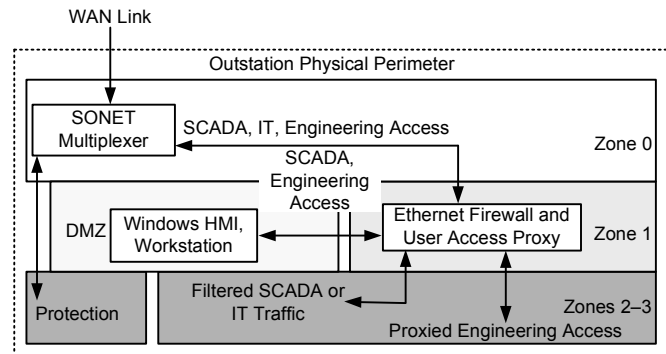 WAN Link
Outstation Physical Perimeter
SONET
Multiplexer
SCADA, IT, Engineering Access
Zone 0
SCADA,
Engineering
Access
DMZ
Windows HMI,
Workstation
Ethernet Firewall and
User Access Proxy
Zone 1
Protection
Filtered SCADA or
IT Traffic
Zones 2–3
Proxied Engineering Access